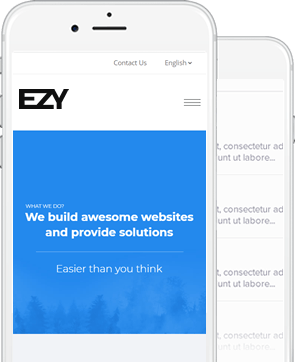 Contact Us English
EZY
WHAT WE DO?
We build awesome websites
and provide solutions
Easier than you think
t, consectetur ad
unt ut labore...
t, consectetur ad
unt ut labore...
t, consectetur ad
unt ut labore...
t, consectetur ad
unt ut labore...